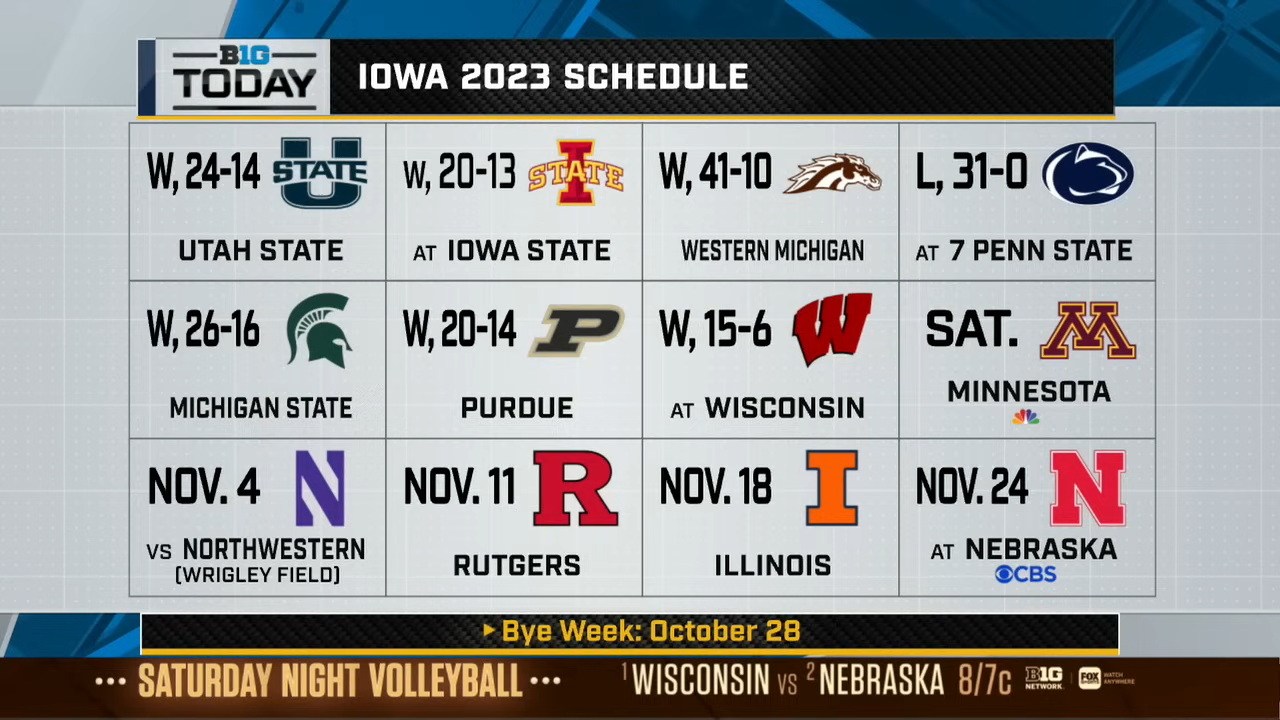 B1G
TODAY
IOWA 2023 SCHEDULE
W, 24-14
STATE
UTAH STATE
W, 20-13
I STATE
AT IOWA STATE
W, 41-10
WESTERN MICHIGAN
L, 31-0
AT 7 PENN STATE
W, 26-16
MICHIGAN STATE
W, 20-14
P
PURDUE
W, 15-6
W
AT WISCONSIN
SAT.
M
MINNESOTA
NOV. 4
N
VS NORTHWESTERN
(WRIGLEY FIELD)
NOV. 11
R
RUTGERS
NOV. 18
I
ILLINOIS
NOV. 24
N
AT NEBRASKA
CBS
Bye Week: October 28
••• SATURDAY NIGHT VOLLEYBALL ••• 1 WISCONSIN VS 2 NEBRASKA 8/7c B1G NETWORK FOX SPORTS WATCH ANYWHERE